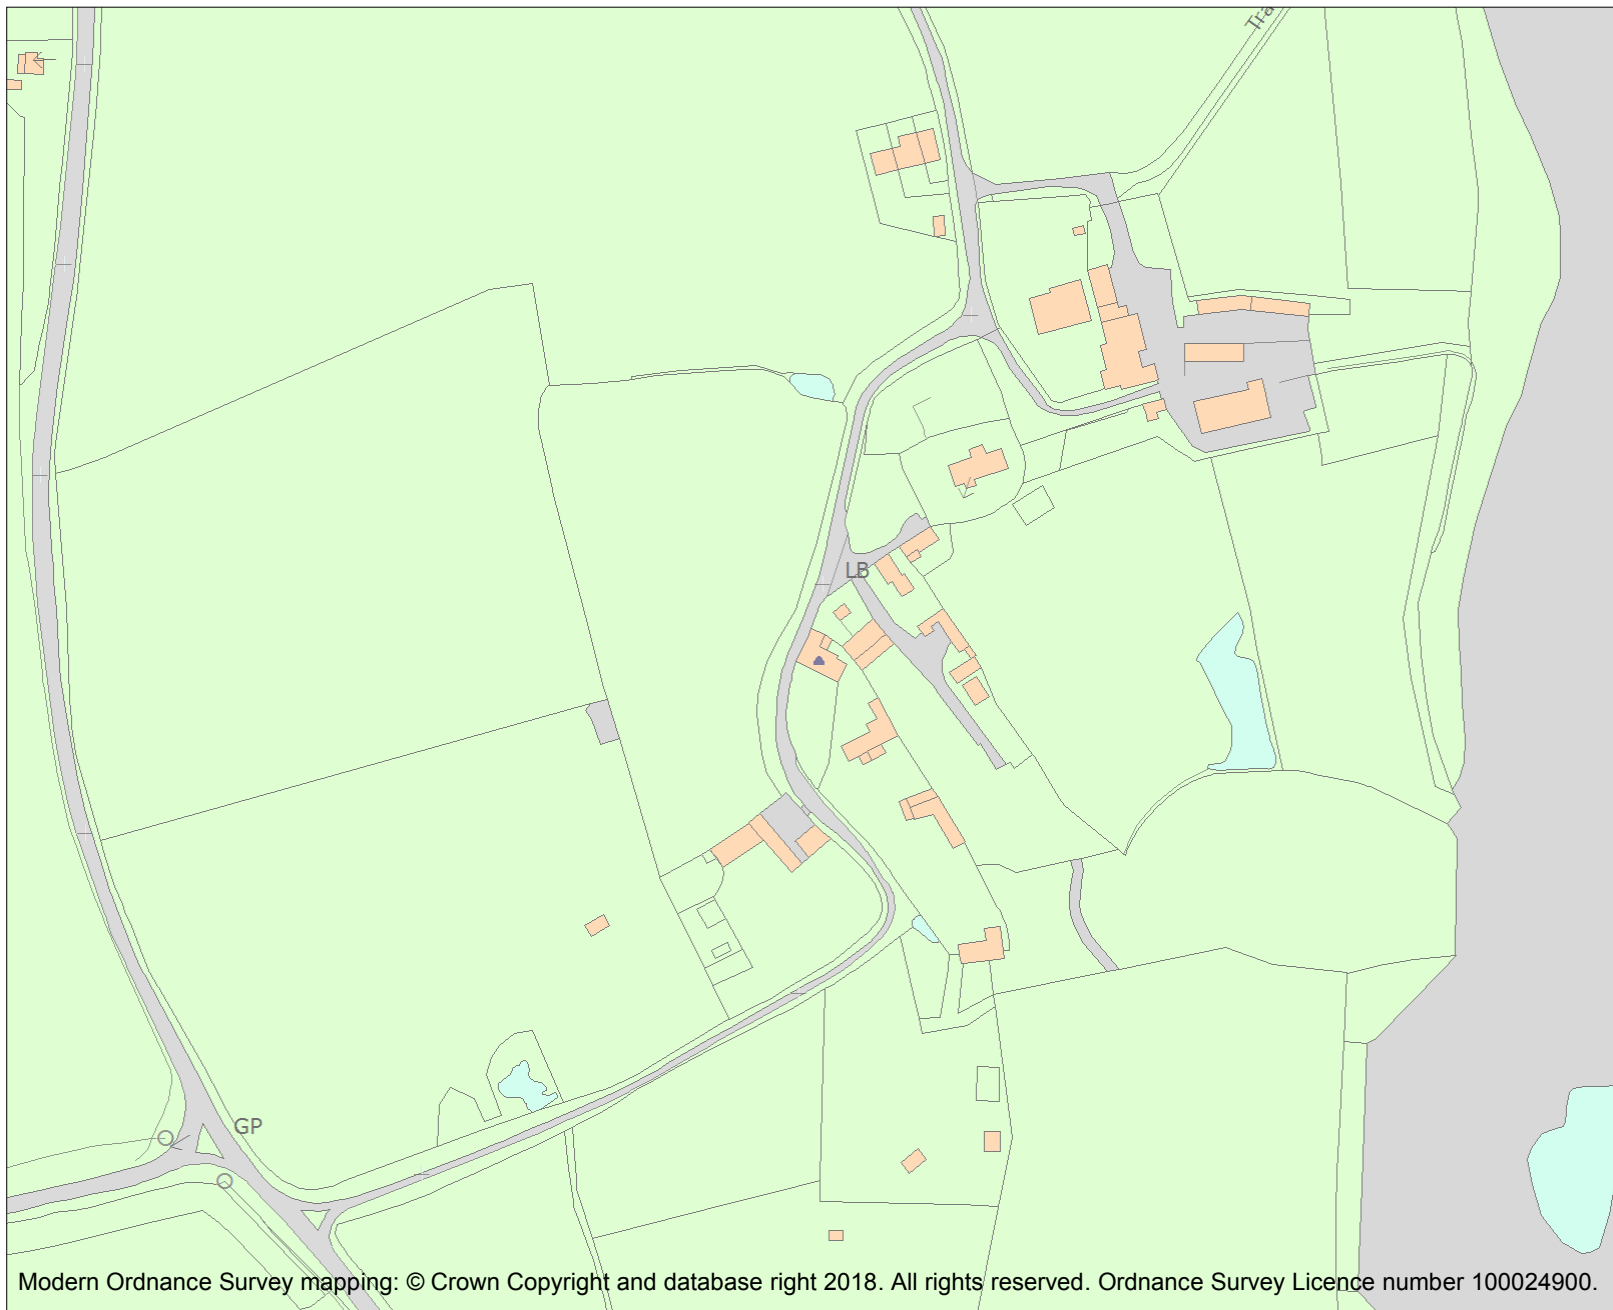 Tra
LB
GP
Modern Ordnance Survey mapping: © Crown Copyright and database right 2018. All rights reserved. Ordnance Survey Licence number 100024900.